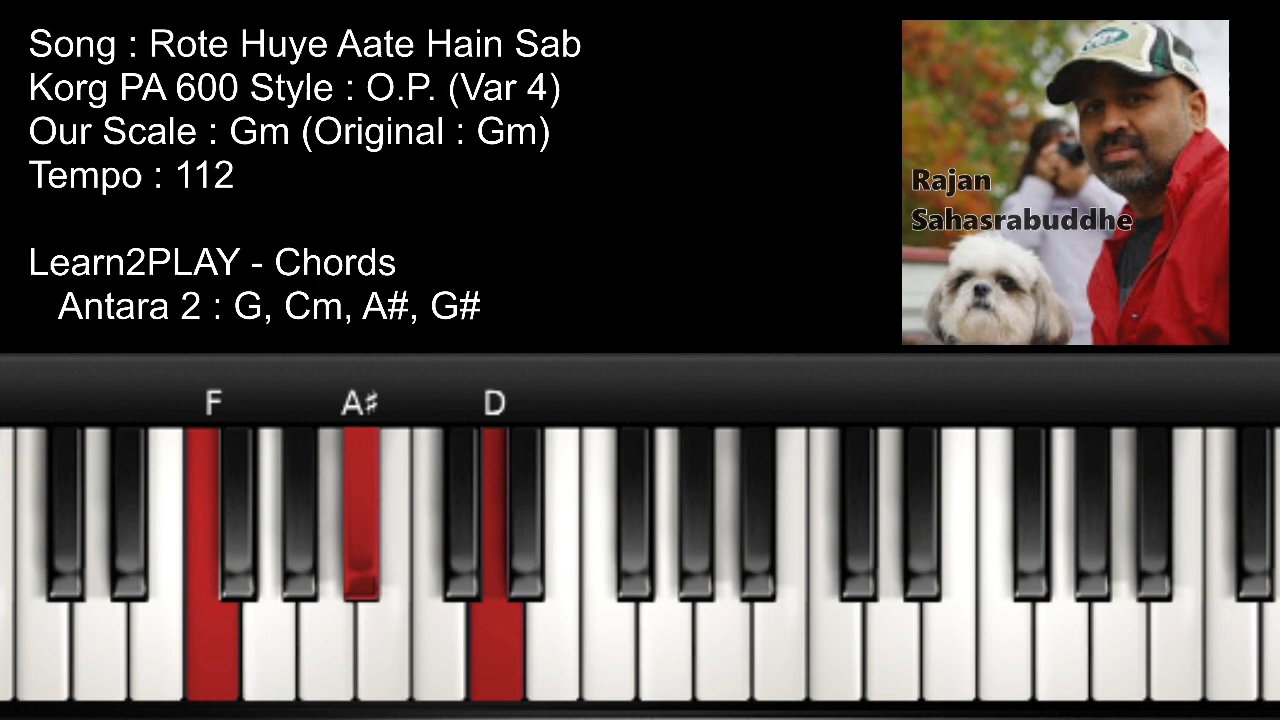 Song : Rote Huye Aate Hain Sab
Korg PA 600 Style : O.P. (Var 4)
Our Scale : Gm (Original : Gm)
Tempo : 112
Learn2PLAY - Chords
Antara 2 : G, Cm, A#, G#
Rajan
Sahasrabuddhe
F A♯ D